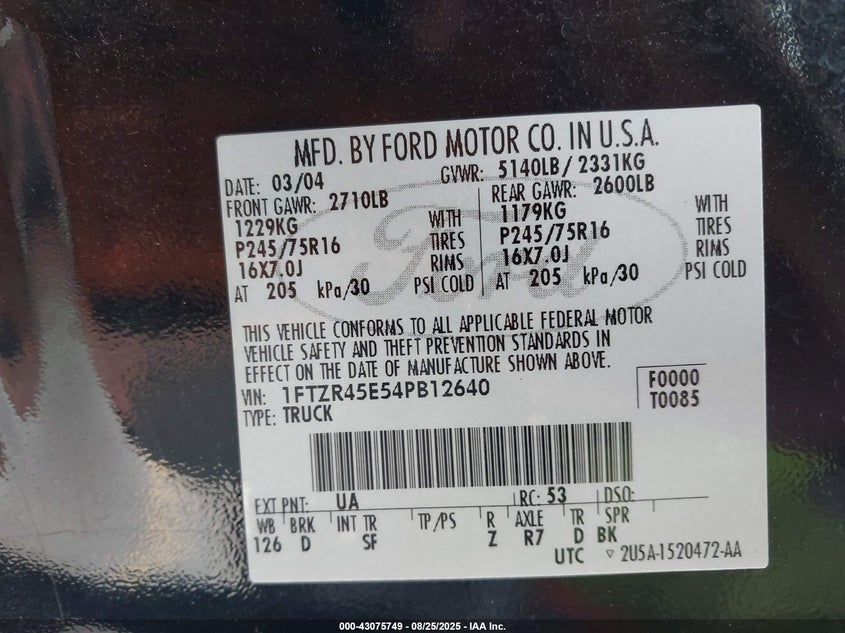 MFD. BY FORD MOTOR CO. IN U.S.A.
DATE: 03/04 GVWR: 5140LB/ 2331KG
FRONT GAWR: 2710LB REAR GAWR: 2600LB
1229KG WITH 1179KG WITH
P245/75R16 TIRES P245/75R16 TIRES
16X7.0J RIMS 16X7.0J RIMS
AT 205 kPa/30 PSI COLD AT 205 kPa/30 PSI COLD
Ford
THIS VEHICLE CONFORMS TO ALL APPLICABLE FEDERAL MOTOR
VEHICLE SAFETY AND THEFT PREVENTION STANDARDS IN
EFFECT ON THE DATE OF MANUFACTURE SHOWN ABOVE.
VIN: 1FTZR45E54PB12640 F0000
TYPE: TRUCK T0085
EXT PNT: UA RC: 53 DSO:
WB BRK INT TR TP/PS R AXLE TR SPR
126 D SF Z R7 D BK
UTC ▽ 2U5A-1520472-AA
000-43075749 - 08/25/2025 - IAA Inc.